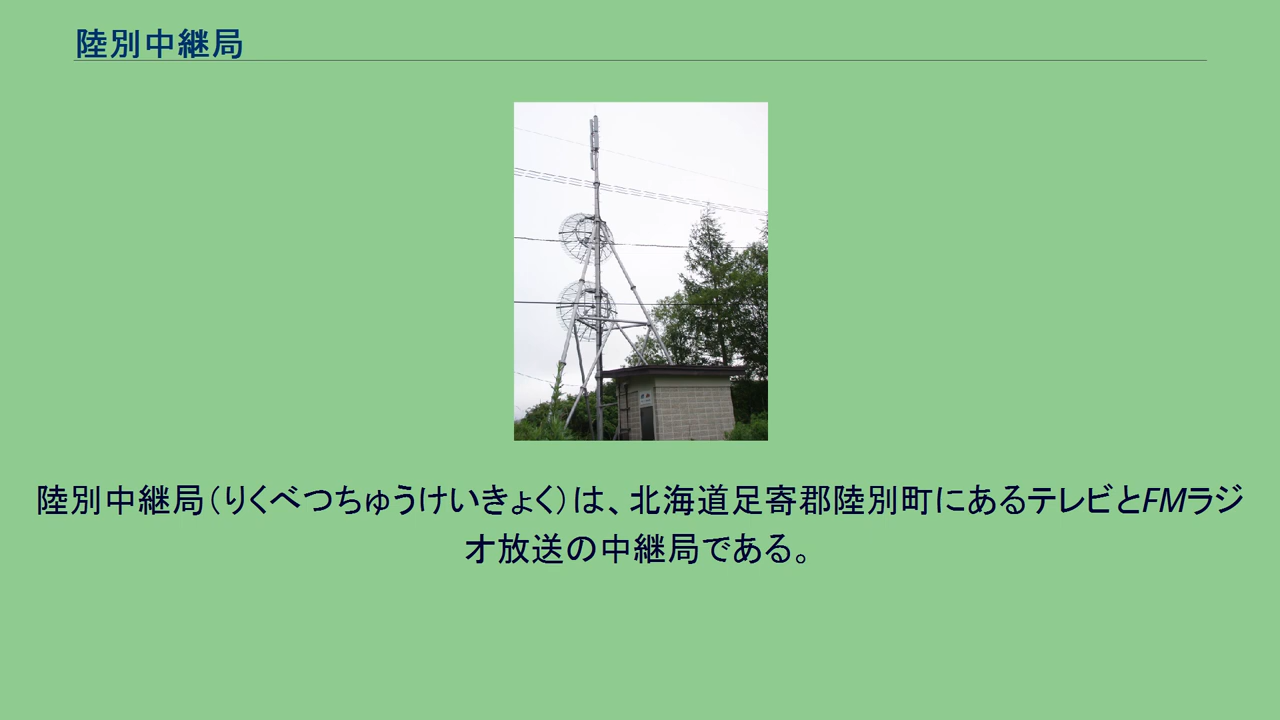 陸別中継局
陸別中継局（りくべつちゅうけいきょく）は、北海道足寄郡陸別町にあるテレビとFMラジ
オ放送の中継局である。